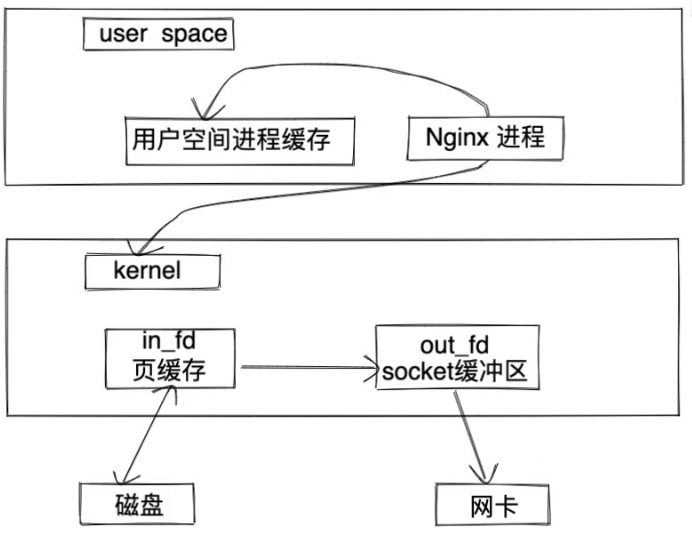 user space
用户空间进程缓存
Nginx 进程
kernel
in_fd
页缓存
out_fd
socket缓冲区
磁盘
网卡